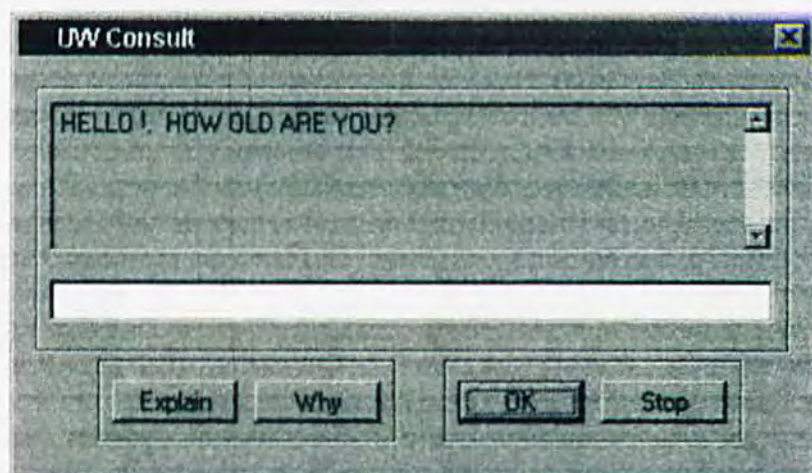 UW Consult
HELLO !. HOW OLD ARE YOU?
Explain
Why
OK
Stop